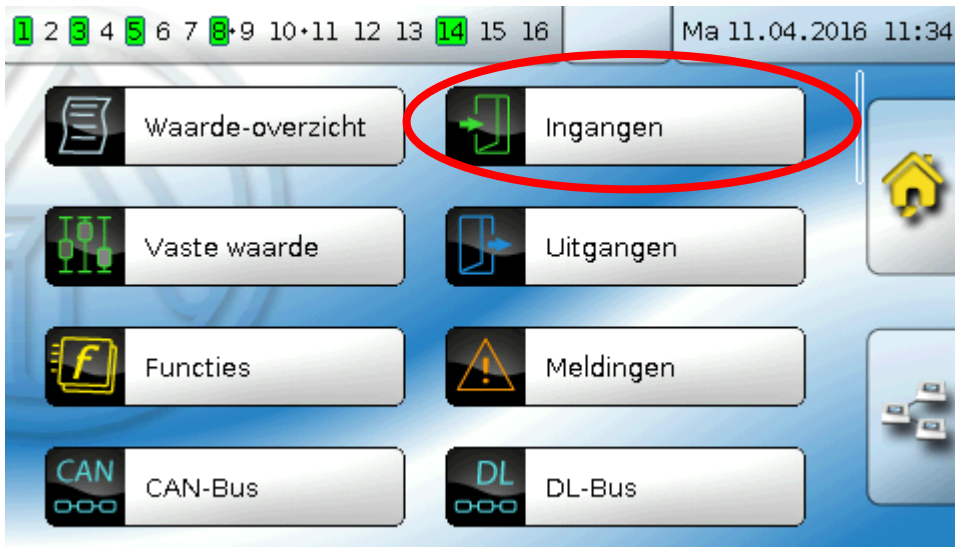 1 2 3 4 5 6 7 8+9 10+11 12 13 14 15 16 Ma 11.04.2016 11:34
Waarde-overzicht Ingangen
Vaste waarde Uitgangen
f Functies Meldingen
CAN CAN-Bus DL DL-Bus